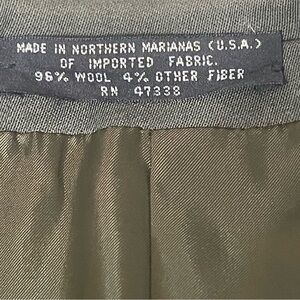 MADE IN NORTHERN MARIANAS (U.S.A.)
OF IMPORTED FABRIC.
96% WOOL 4% OTHER FIBER
RN 47338